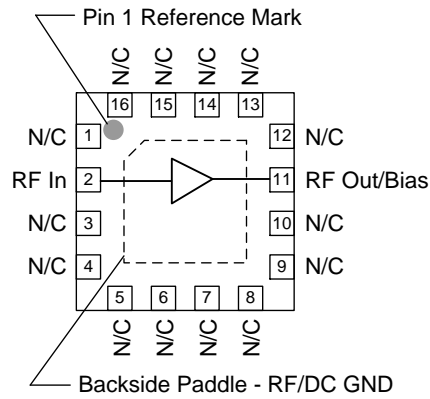 Pin 1 Reference Mark
N/C N/C N/C N/C
16 15 14 13
N/C 1 12 N/C
RF In 2 11 RF Out/Bias
N/C 3 10 N/C
N/C 4 9 N/C
5 6 7 8
N/C N/C N/C N/C
Backside Paddle - RF/DC GND